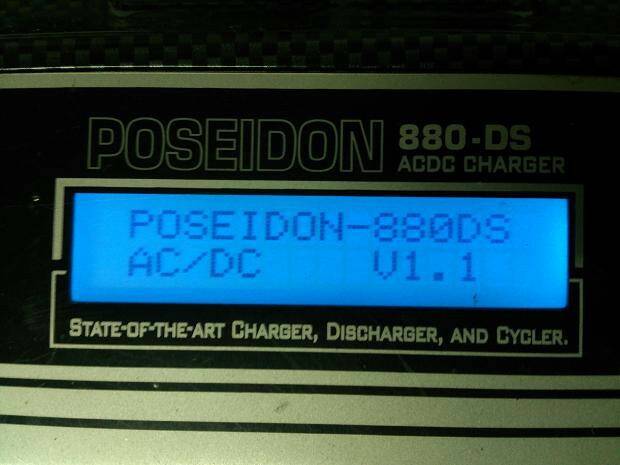 POSEIDON 880-DS
ACDC CHARGER
POSEIDON-880DS
AC/DC V1.1
STATE-OF-THE-ART CHARGER, DISCHARGER, AND CYCLER.